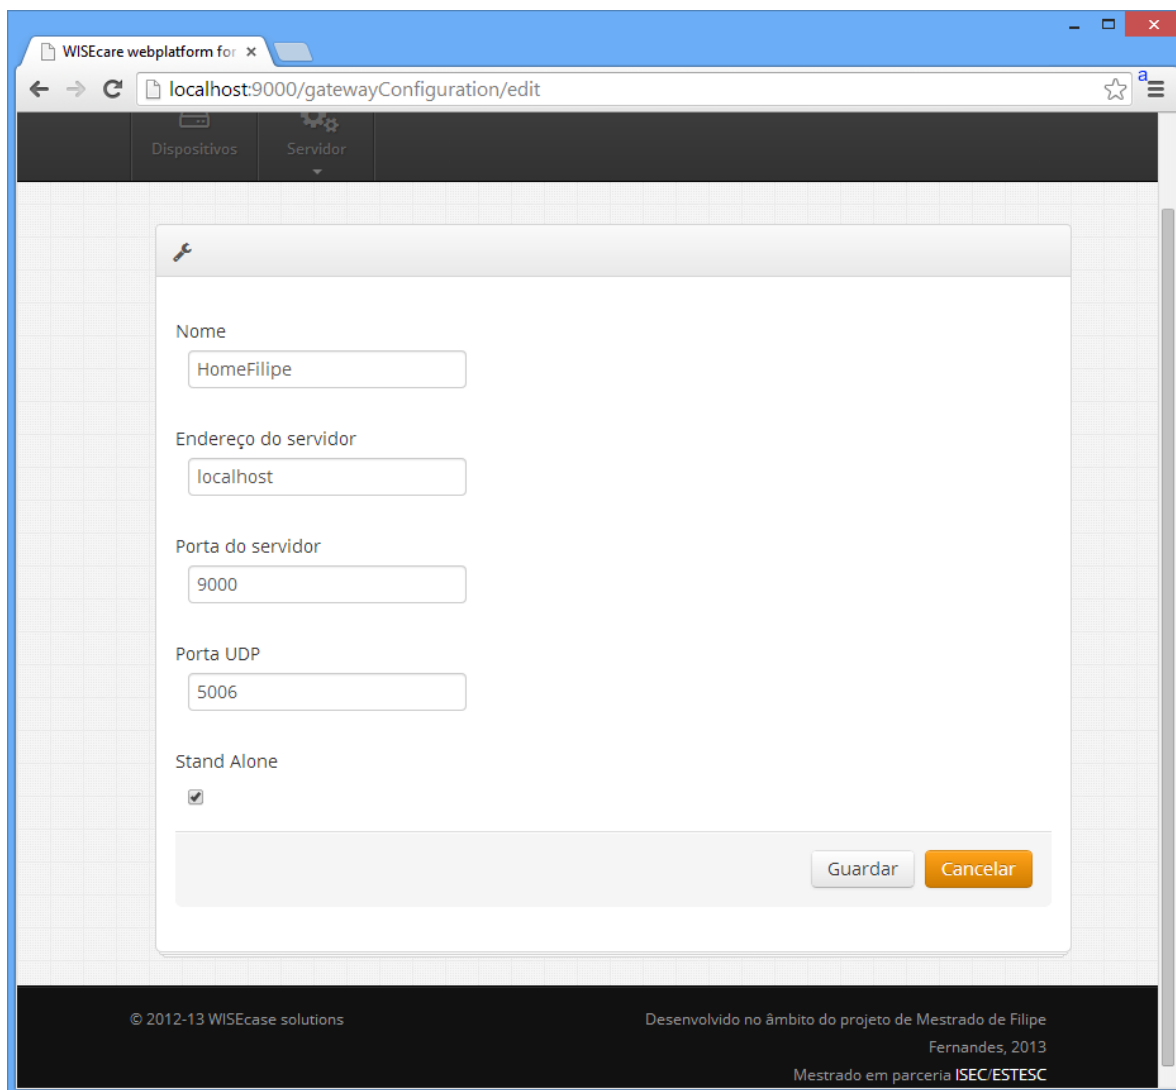 WISEcare webplatform for
localhost:9000/gatewayConfiguration/edit
a
Dispositivos
Servidor
Nome
HomeFilipe
Endereço do servidor
localhost
Porta do servidor
9000
Porta UDP
5006
Stand Alone
Guardar
Cancelar
© 2012-13 WISEcase solutions
Desenvolvido no âmbito do projeto de Mestrado de Filipe
Fernandes, 2013
Mestrado em parceria ISEC/ESTESC